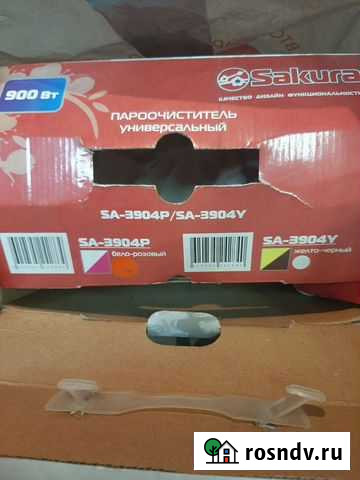 900 Вт
Sakura
КАЧЕСТВО·ДИЗАЙН·ФУНКЦИОНАЛЬНОСТЬ
ПАРООЧИСТИТЕЛЬ
УНИВЕРСАЛЬНЫЙ
SA-3904P/SA-3904Y
SA-3904P
бело-розовый
SA-3904Y
желто-черный
rosndv.ru